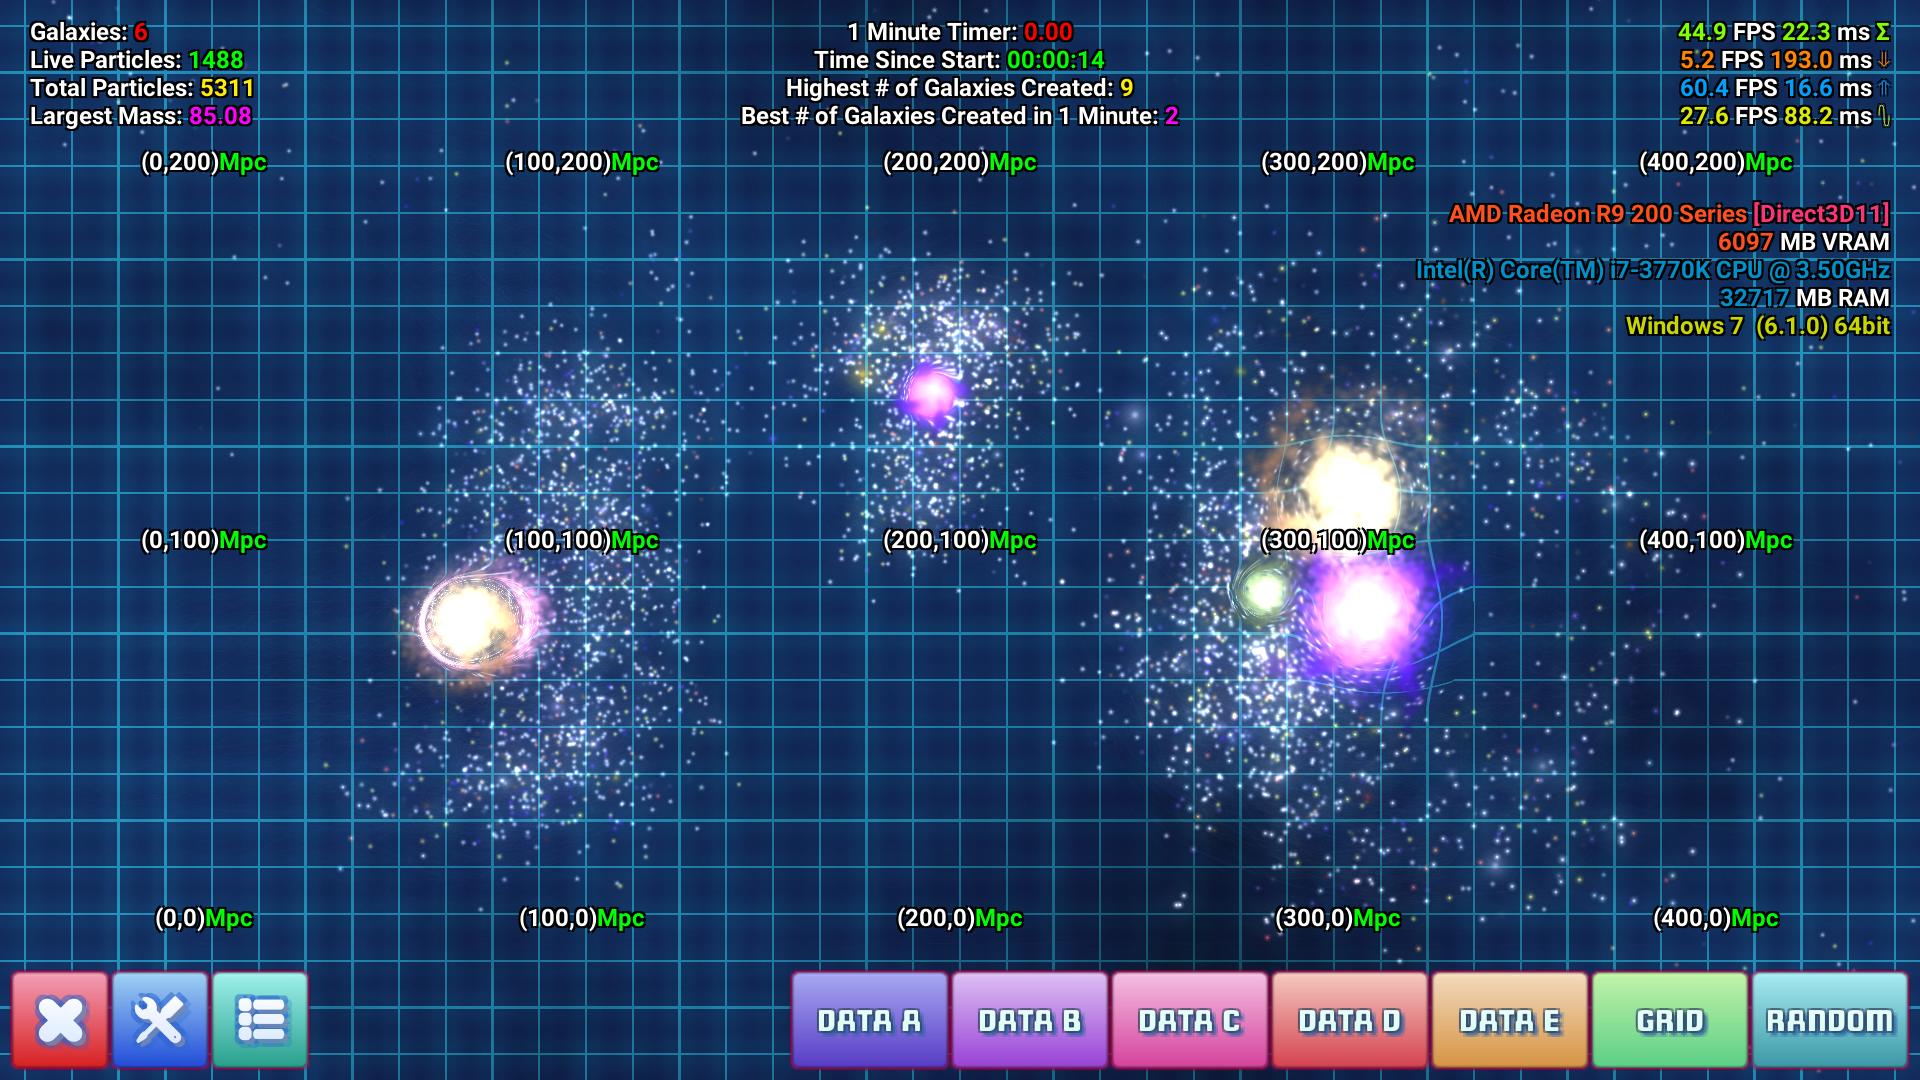 Galaxies: 6
Live Particles: 1488
Total Particles: 5311
Largest Mass: 85.08
1 Minute Timer: 0.00
Time Since Start: 00:00:14
Highest # of Galaxies Created: 9
Best # of Galaxies Created in 1 Minute: 2
44.9 FPS 22.3 ms Σ
5.2 FPS 193.0 ms ⇓
60.4 FPS 16.6 ms ⇑
27.6 FPS 88.2 ms
(0,200)Mpc
(100,200)Mpc
(200,200)Mpc
(300,200)Mpc
(400,200)Mpc
AMD Radeon R9 200 Series [Direct3D11]
6097 MB VRAM
Intel(R) Core(TM) i7-3770K CPU @ 3.50GHz
32717 MB RAM
Windows 7 (6.1.0) 64bit
(0,100)Mpc
(100,100)Mpc
(200,100)Mpc
(300,100)Mpc
(400,100)Mpc
(0,0)Mpc
(100,0)Mpc
(200,0)Mpc
(300,0)Mpc
(400,0)Mpc
DATA A
DATA B
DATA C
DATA D
DATA E
GRID
RANDOM